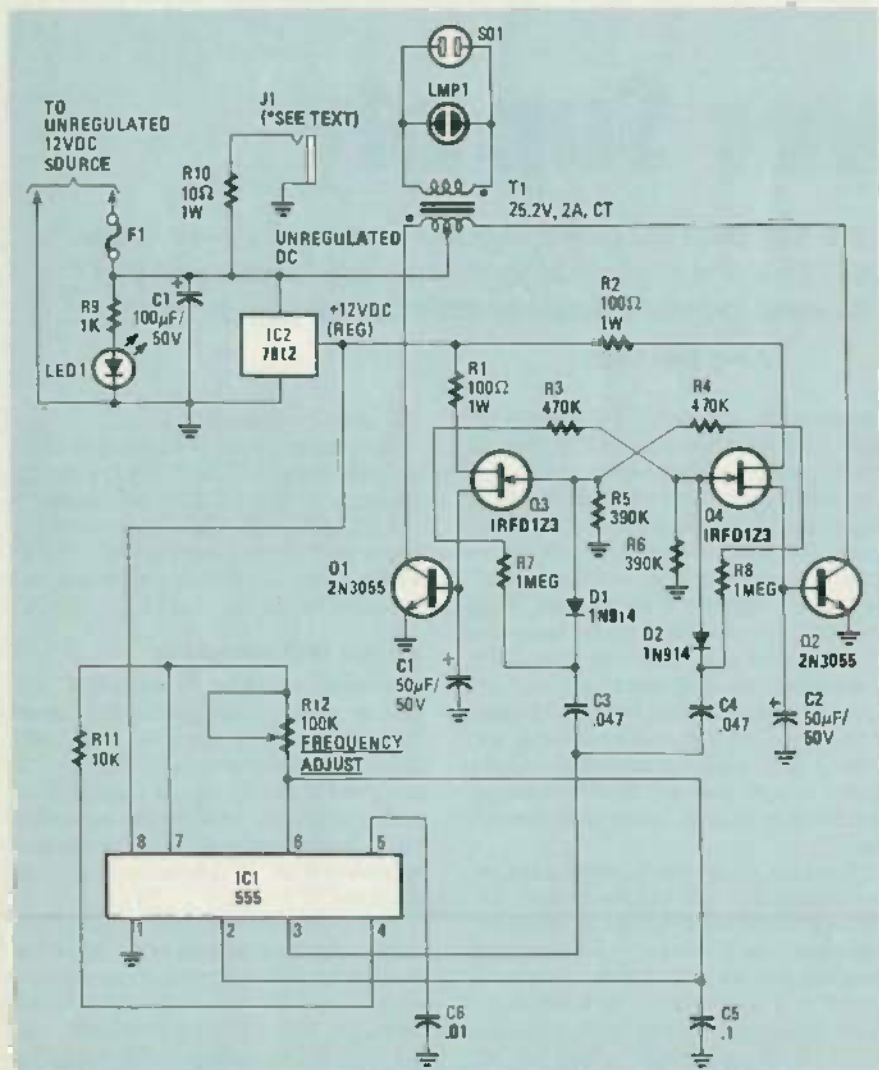 SO1
LMP1
TO
UNREGULATED
12VDC
SOURCE
J1
(*SEE TEXT)
R10
10Ω
1W
T1
25.2V, 2A, CT
F1
UNREGULATED
DC
R9
1K
C1
100µF/
50V
LED1
IC2
7812
+12VDC
(REG)
R2
100Ω
1W
R1
100Ω
1W
R3
470K
R4
470K
Q3
IRFD123
Q4
IRFD123
R5
390K
R6
390K
Q1
2N3055
R7
1MEG
R8
1MEG
D1
1N914
D2
1N914
Q2
2N3055
C1
50µF/
50V
C3
.047
C4
.047
C2
50µF/
50V
R11
10K
R12
100K
FREQUENCY
ADJUST
8 7 6 5
IC1
555
1 2 3 4
C6
.01
C5
.1